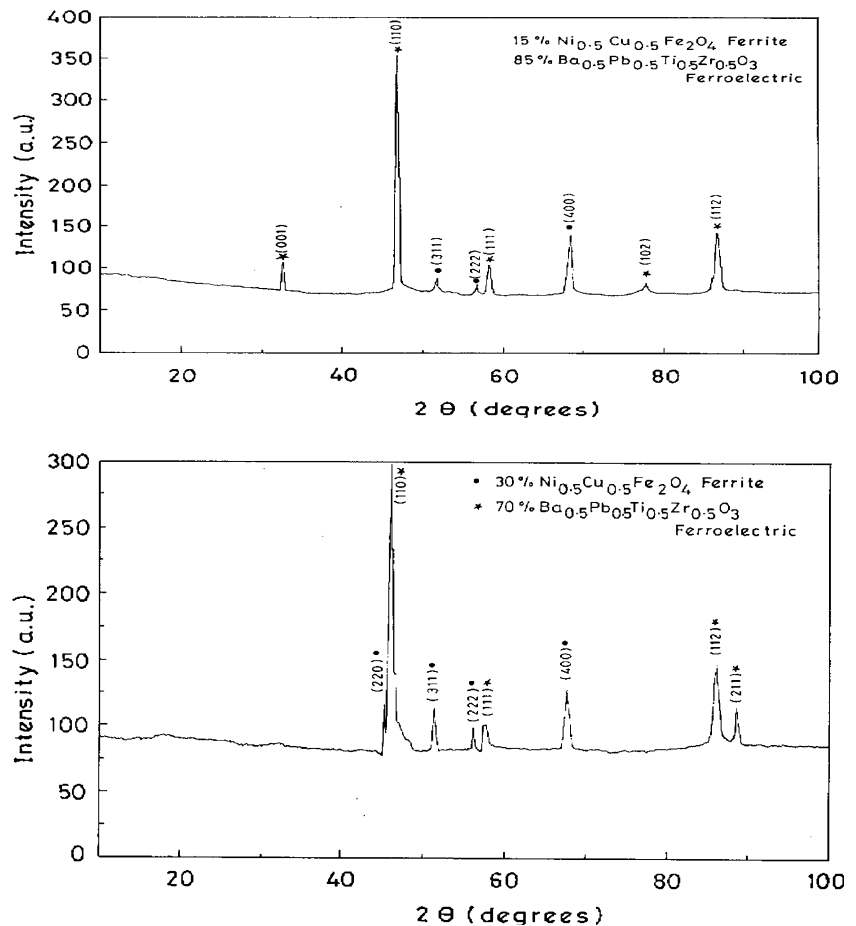 400
350
300
250
200
150
100
50
0
Intensity (a.u.)
15 % Ni0.5 Cu0.5 Fe2O4 Ferrite
85% Ba0.5 Pb0.5 Ti0.5 Zr0.5 O3
Ferroelectric
*(001)
*(110)
•(311)
•(222)
*(111)
•(400)
*(102)
*(112)
20 40 60 80 100
2 Θ (degrees)
300
250
200
150
100
50
0
Intensity (a.u.)
• 30 % Ni0.5Cu0.5Fe2O4 Ferrite
* 70 % Ba0.5Pb0.5Ti0.5Zr0.5O3
Ferroelectric
(220)•
(110)*
(311)•
(222)•
(111)*
(400)•
(112)*
(211)*
10 20 40 60 80 100
2 Θ (degrees)